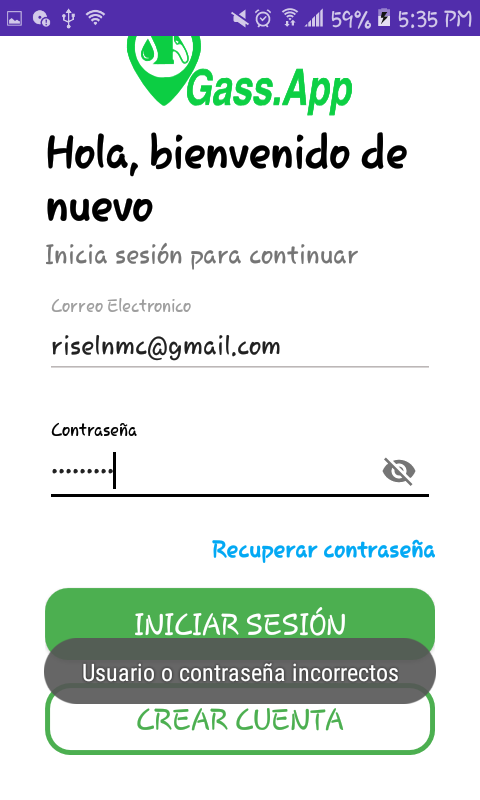 59% 5:35 PM
Gass.App
Hola, bienvenido de
nuevo
Inicia sesión para continuar
Correo Electronico
riselnmc@gmail.com
Contraseña
•••••••••
Recuperar contraseña
INICIAR SESIÓN
Usuario o contraseña incorrectos
CREAR CUENTA